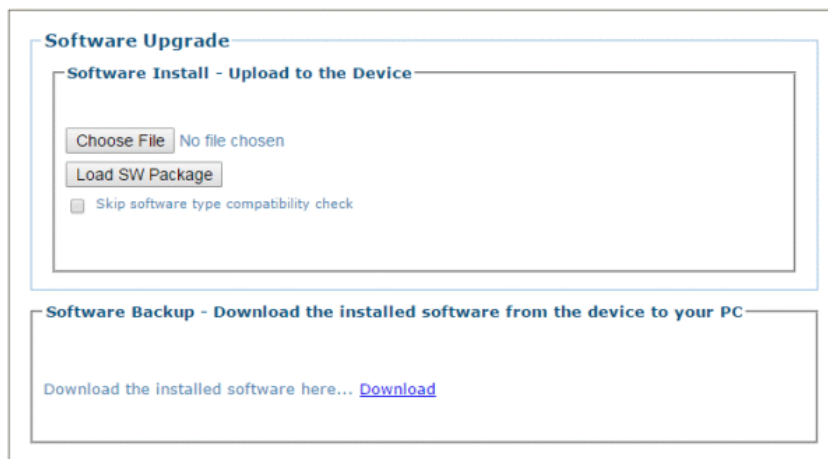 Software Upgrade
Software Install - Upload to the Device
Choose File No file chosen
Load SW Package
Skip software type compatibility check
Software Backup - Download the installed software from the device to your PC
Download the installed software here... Download